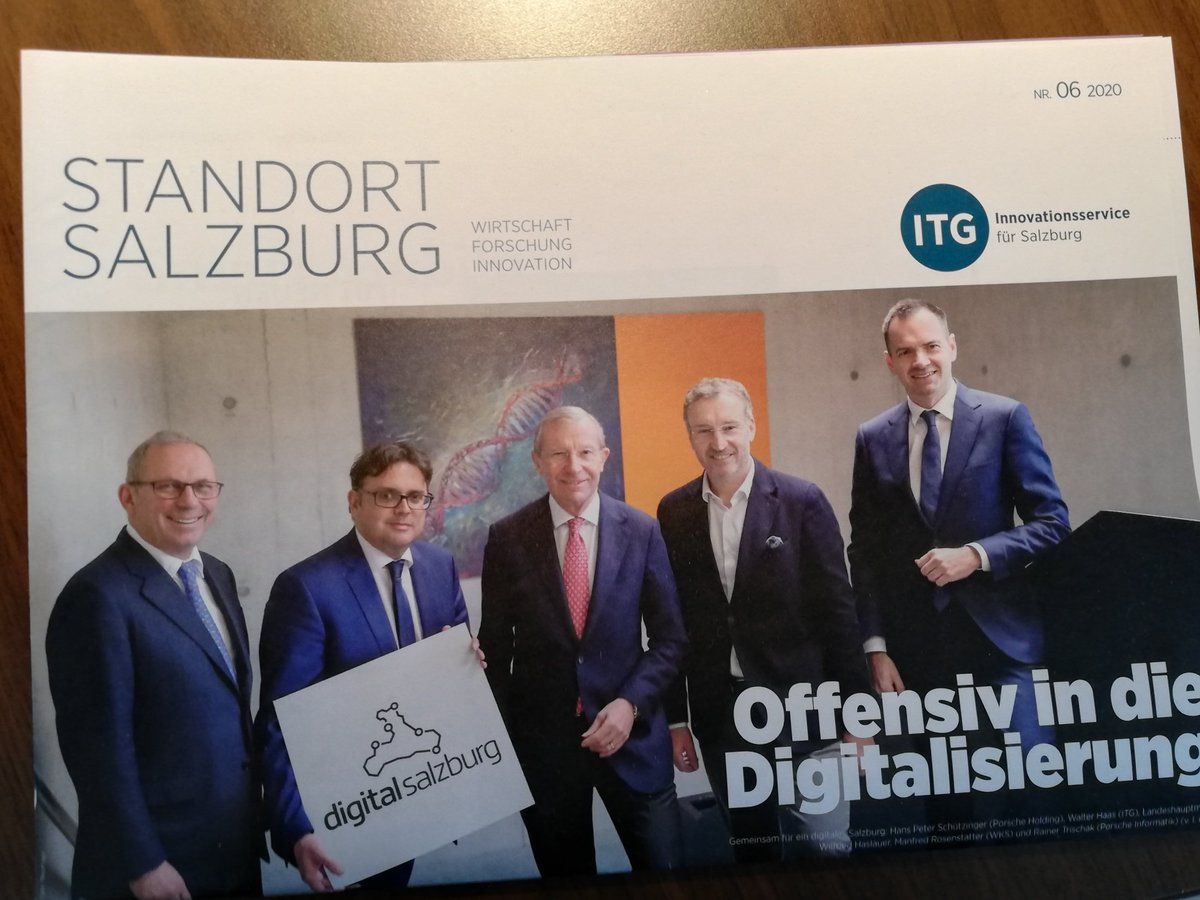 NR. 06 2020
STANDORT
SALZBURG
WIRTSCHAFT
FORSCHUNG
INNOVATION
ITG
Innovationsservice
für Salzburg
digitalsalzburg
Offensiv in die
Digitalisierung
Gemeinsam für ein digitales Salzburg: Hans Peter Schützinger (Porsche Holding), Walter Haas (ITG),
Haslauer, Manfred Rosenstatter (WKS) und Rainer Trischak (Porsche Informatik) (v. l.